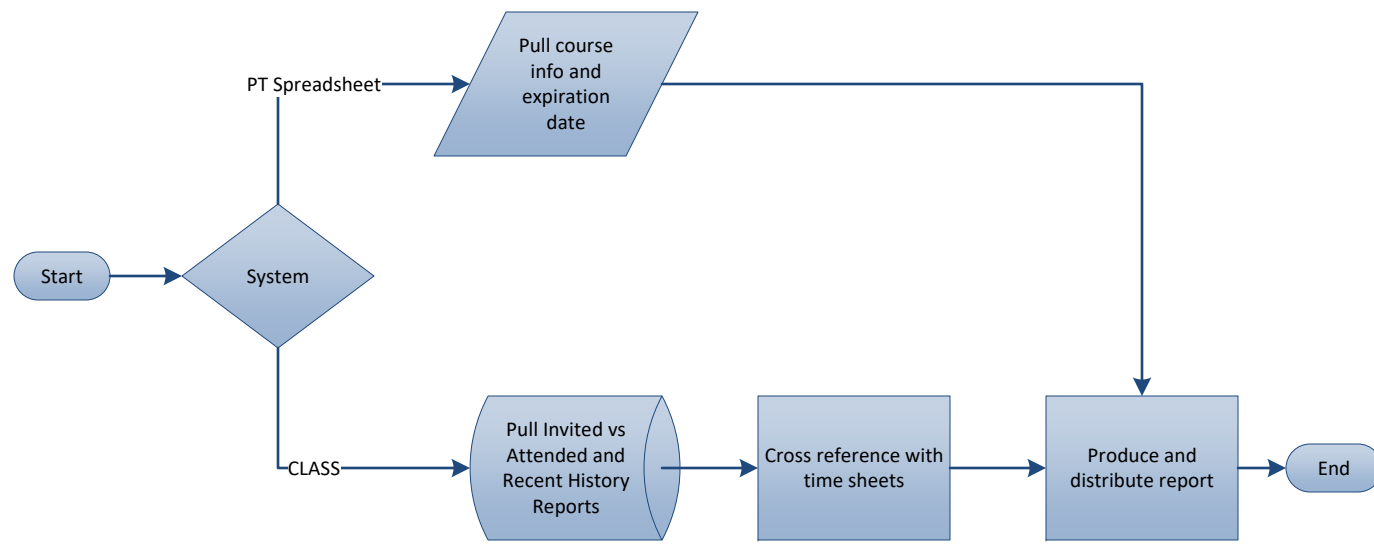 PT Spreadsheet
Pull course
info and
expiration
date
Start
System
CLASS
Pull Invited vs
Attended and
Recent History
Reports
Cross reference with
time sheets
Produce and
distribute report
End